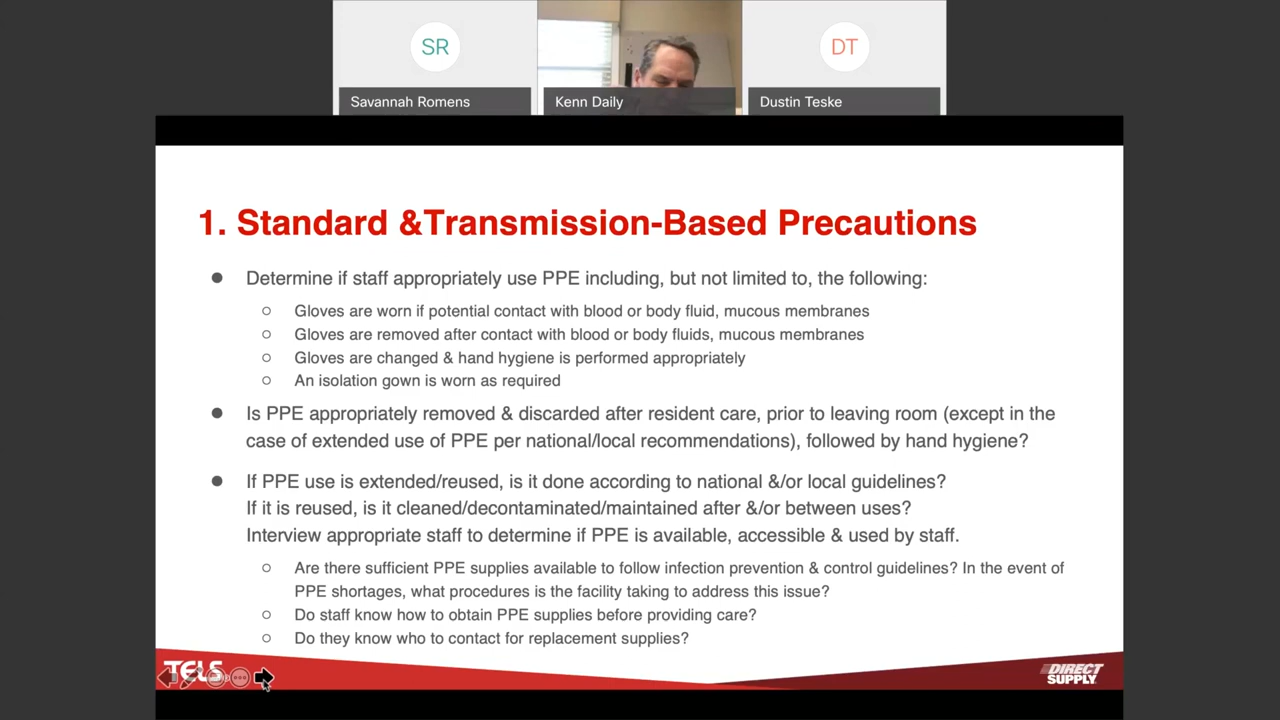 SR
DT
Savannah Romens
Kenn Daily
Dustin Teske
1. Standard &Transmission-Based Precautions
● Determine if staff appropriately use PPE including, but not limited to, the following:
○ Gloves are worn if potential contact with blood or body fluid, mucous membranes
○ Gloves are removed after contact with blood or body fluids, mucous membranes
○ Gloves are changed & hand hygiene is performed appropriately
○ An isolation gown is worn as required
● Is PPE appropriately removed & discarded after resident care, prior to leaving room (except in the
case of extended use of PPE per national/local recommendations), followed by hand hygiene?
● If PPE use is extended/reused, is it done according to national &/or local guidelines?
If it is reused, is it cleaned/decontaminated/maintained after &/or between uses?
Interview appropriate staff to determine if PPE is available, accessible & used by staff.
○ Are there sufficient PPE supplies available to follow infection prevention & control guidelines? In the event of
PPE shortages, what procedures is the facility taking to address this issue?
○ Do staff know how to obtain PPE supplies before providing care?
○ Do they know who to contact for replacement supplies?
TELS
DIRECT
SUPPLY